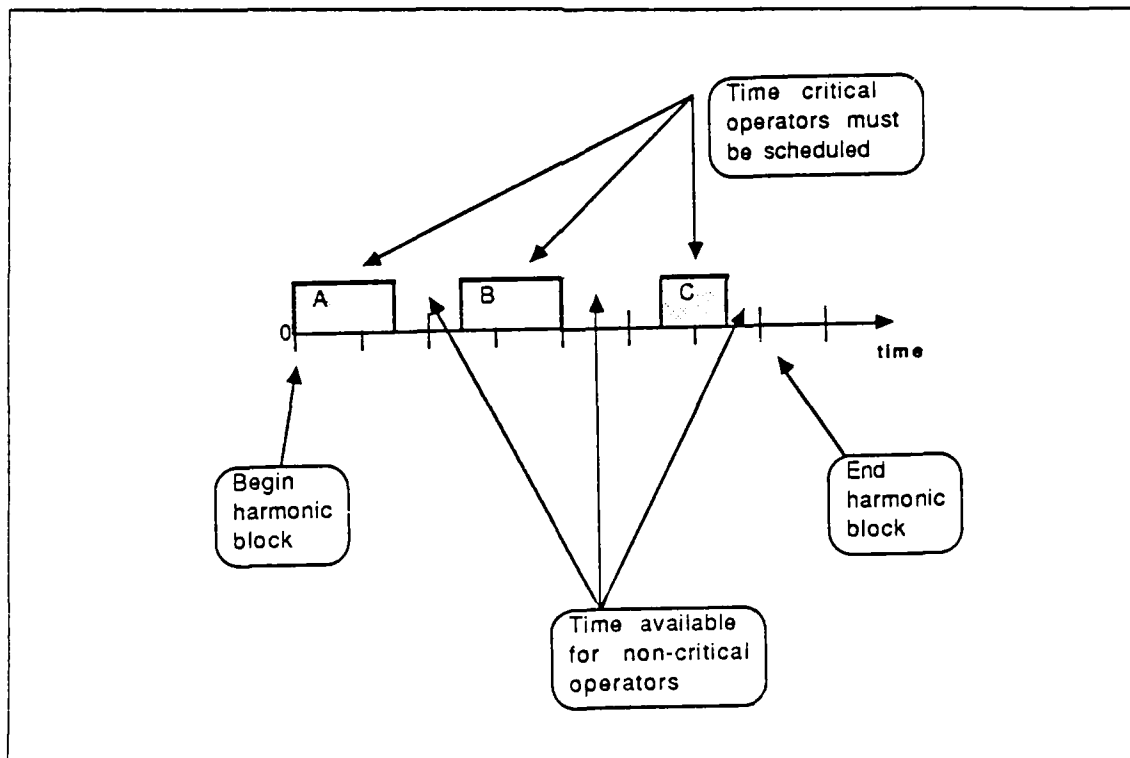 Time critical
operators must
be scheduled
A
B
C
0
time
Begin
harmonic
block
End
harmonic
block
Time available
for non-critical
operators